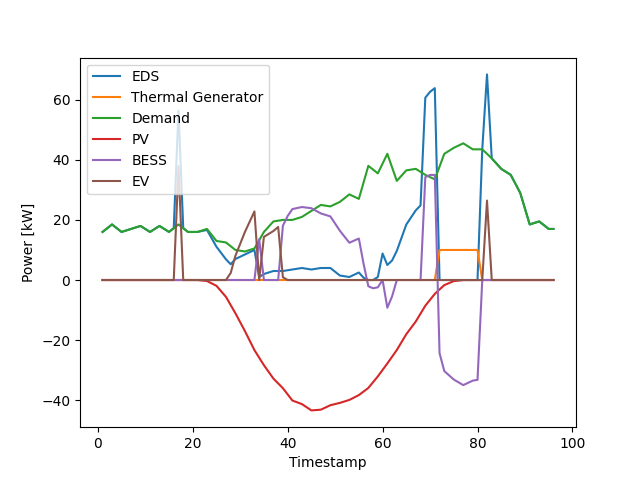 EDS
Thermal Generator
Demand
PV
BESS
EV
Power [kW]
60
40
20
0
−20
−40
0 20 40 60 80 100
Timestamp